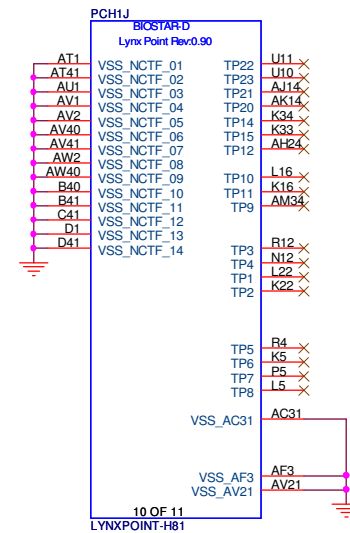 PCH1J
BIOSTAR-D
Lynx Point Rev:0.90
AT1 VSS_NCTF_01 TP22 U11
AT41 VSS_NCTF_02 TP23 U10
AU1 VSS_NCTF_03 TP21 AJ14
AV1 VSS_NCTF_04 TP20 AK14
AV2 VSS_NCTF_05 TP14 K34
AV40 VSS_NCTF_06 TP15 K33
AV41 VSS_NCTF_07 TP12 AH24
AW2 VSS_NCTF_08
AW40 VSS_NCTF_09 TP10 L16
B40 VSS_NCTF_10 TP11 K16
B41 VSS_NCTF_11 TP9 AM34
C41 VSS_NCTF_12
D1 VSS_NCTF_13
D41 VSS_NCTF_14 TP3 R12
TP4 N12
TP1 L22
TP2 K22
TP5 R4
TP6 K5
TP7 P5
TP8 L5
VSS_AC31 AC31
VSS_AF3 AF3
VSS_AV21 AV21
10 OF 11
LYNXPOINT-H81